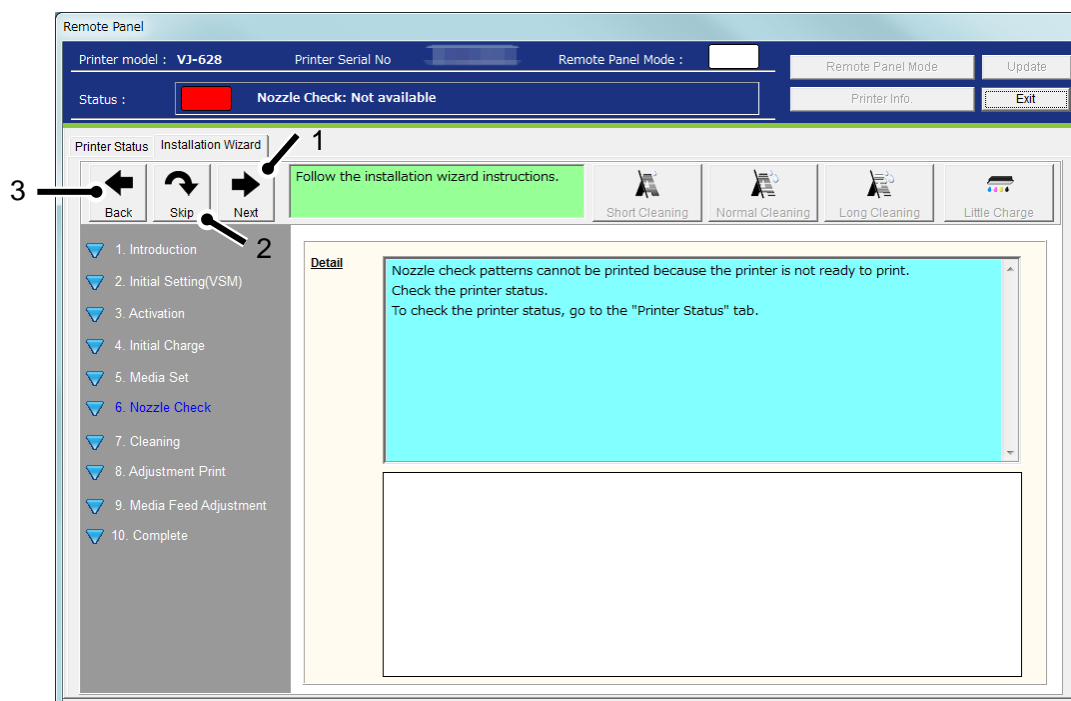 Remote Panel
Printer model : VJ-628 Printer Serial No Remote Panel Mode :
Remote Panel Mode Update
Status : Nozzle Check: Not available
Printer Info. Exit
Printer Status Installation Wizard
1
3
Back Skip Next
2
Follow the installation wizard instructions.
Short Cleaning Normal Cleaning Long Cleaning Little Charge
1. Introduction
2. Initial Setting(VSM)
3. Activation
4. Initial Charge
5. Media Set
6. Nozzle Check
7. Cleaning
8. Adjustment Print
9. Media Feed Adjustment
10. Complete
Detail
Nozzle check patterns cannot be printed because the printer is not ready to print.
Check the printer status.
To check the printer status, go to the "Printer Status" tab.